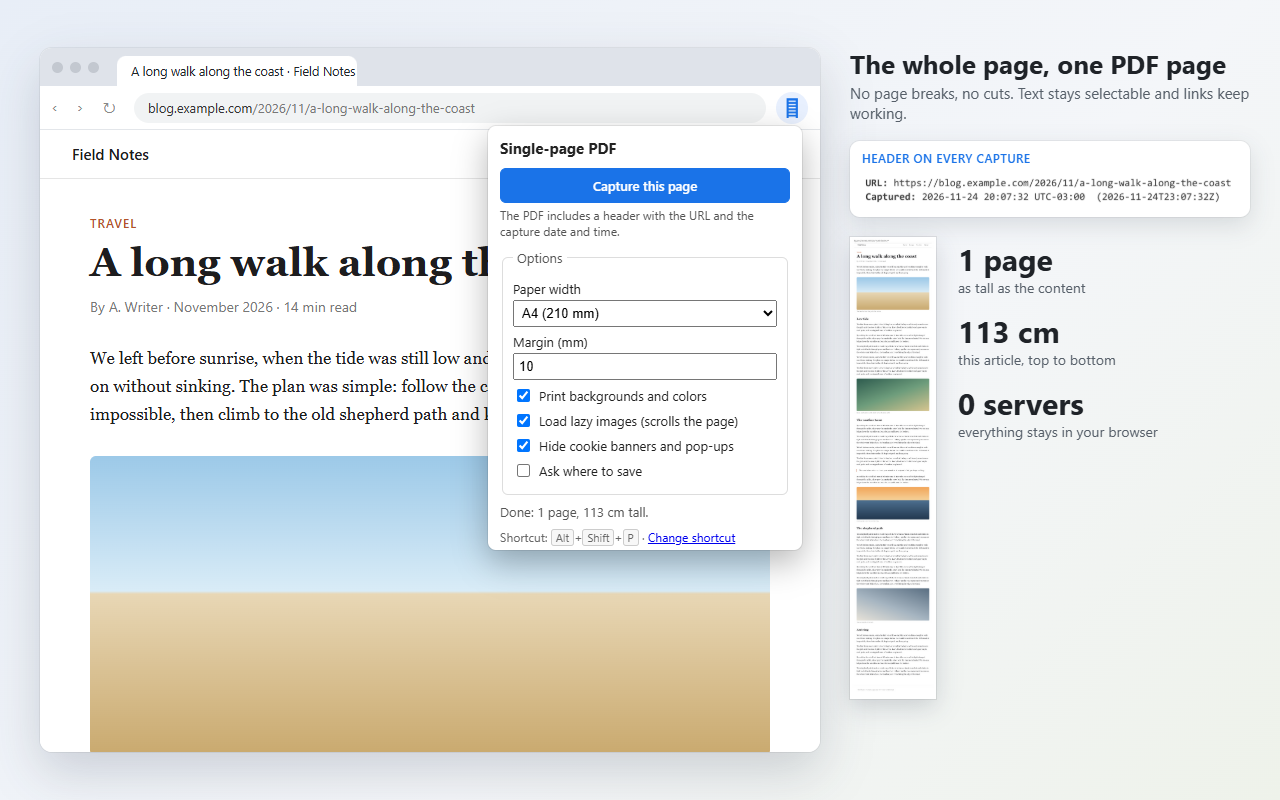 A long walk along the coast · Field Notes
blog.example.com/2026/11/a-long-walk-along-the-coast
Field Notes
TRAVEL
A long walk along th
By A. Writer · November 2026 · 14 min read
We left before sunrise, when the tide was still low and
on without sinking. The plan was simple: follow the c
impossible, then climb to the old shepherd path and
Single-page PDF
Capture this page
The PDF includes a header with the URL and the
capture date and time.
Options
Paper width
A4 (210 mm)
Margin (mm)
10
Print backgrounds and colors
Load lazy images (scrolls the page)
Hide cookie banners and pop-ups
Ask where to save
Done: 1 page, 113 cm tall.
Shortcut: Alt+Shift+P · Change shortcut
The whole page, one PDF page
No page breaks, no cuts. Text stays selectable and links keep
working.
HEADER ON EVERY CAPTURE
URL: https://blog.example.com/2026/11/a-long-walk-along-the-coast
Captured: 2026-11-24 20:07:32 UTC-03:00 (2026-11-24T23:07:32Z)
A long walk along the coast
1 page
as tall as the content
113 cm
this article, top to bottom
0 servers
everything stays in your browser